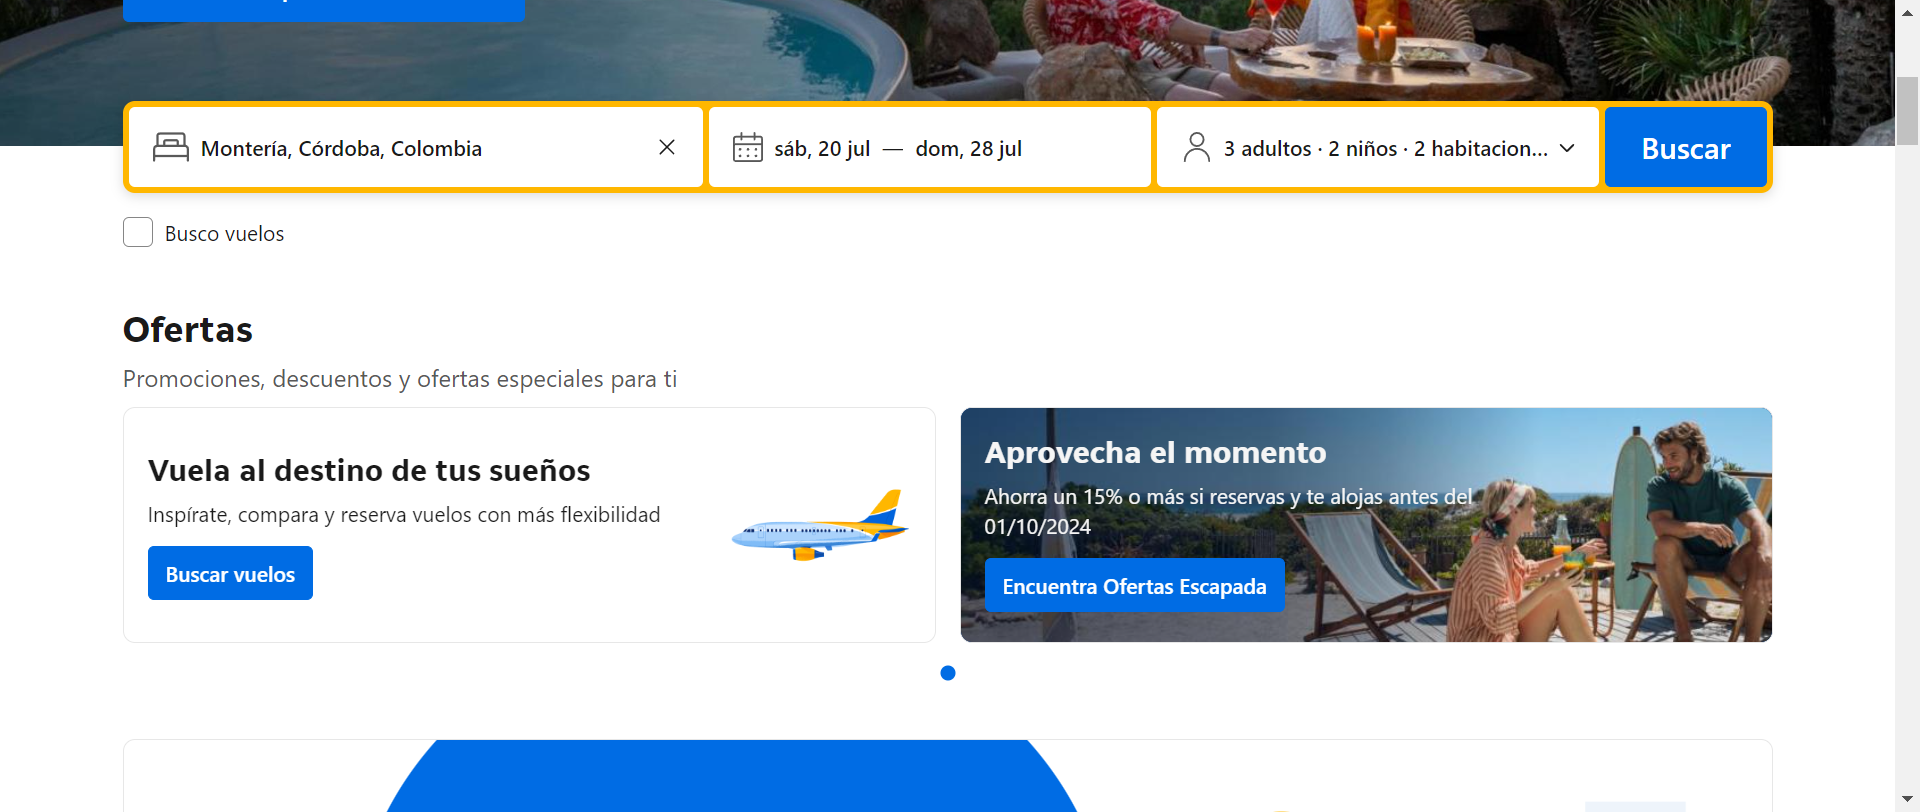 Montería, Córdoba, Colombia
sáb, 20 jul — dom, 28 jul
3 adultos · 2 niños · 2 habitacion...
Buscar
Busco vuelos
Ofertas
Promociones, descuentos y ofertas especiales para ti
Vuela al destino de tus sueños
Inspírate, compara y reserva vuelos con más flexibilidad
Buscar vuelos
Aprovecha el momento
Ahorra un 15% o más si reservas y te alojas antes del
01/10/2024
Encuentra Ofertas Escapada